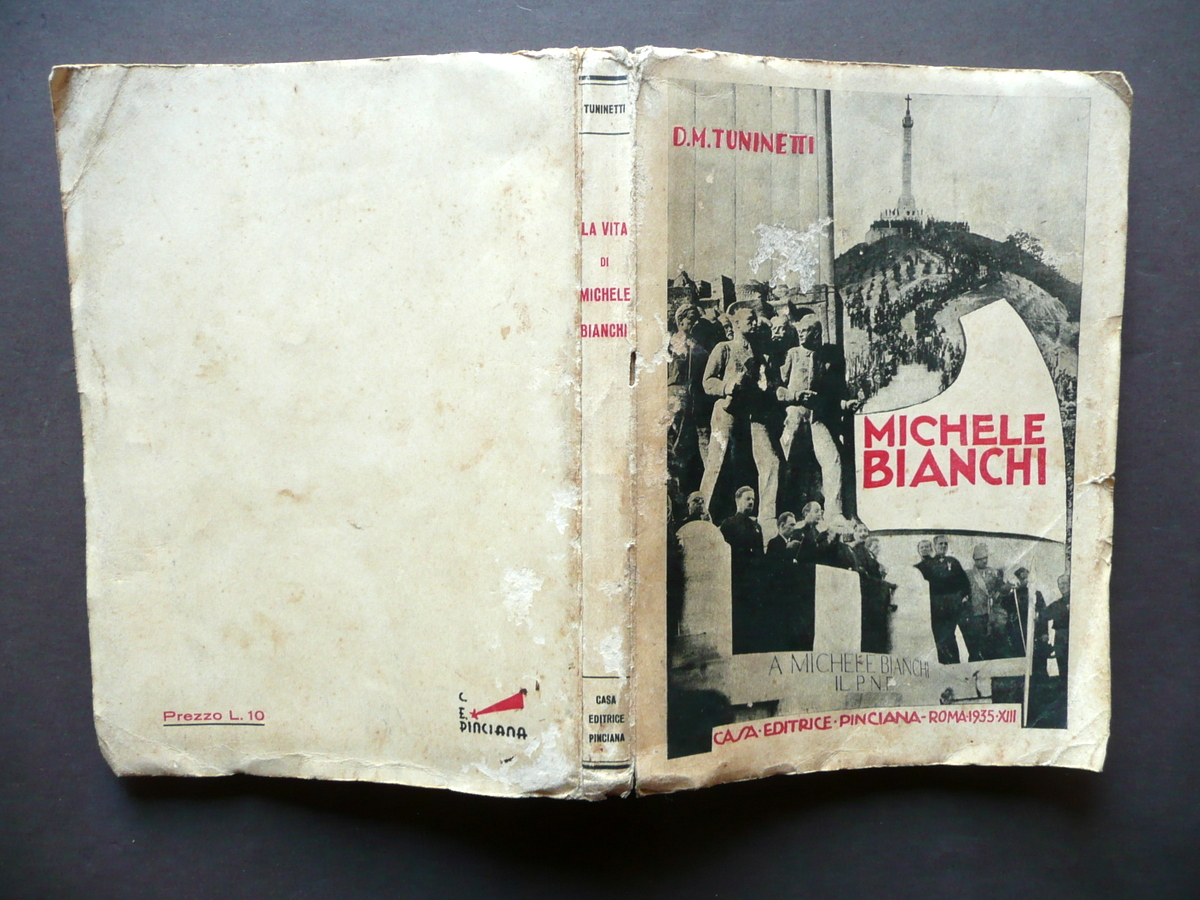 Prezzo L. 10
C.
E.
PINCIANA
TUNINETTI
LA VITA
DI
MICHELE
BIANCHI
CASA
EDITRICE
PINCIANA
D.M.TUNINETTI
MICHELE
BIANCHI
A MICHELE BIANCHI
IL P.N.F.
CASA·EDITRICE·PINCIANA-ROMA·1935·XIII